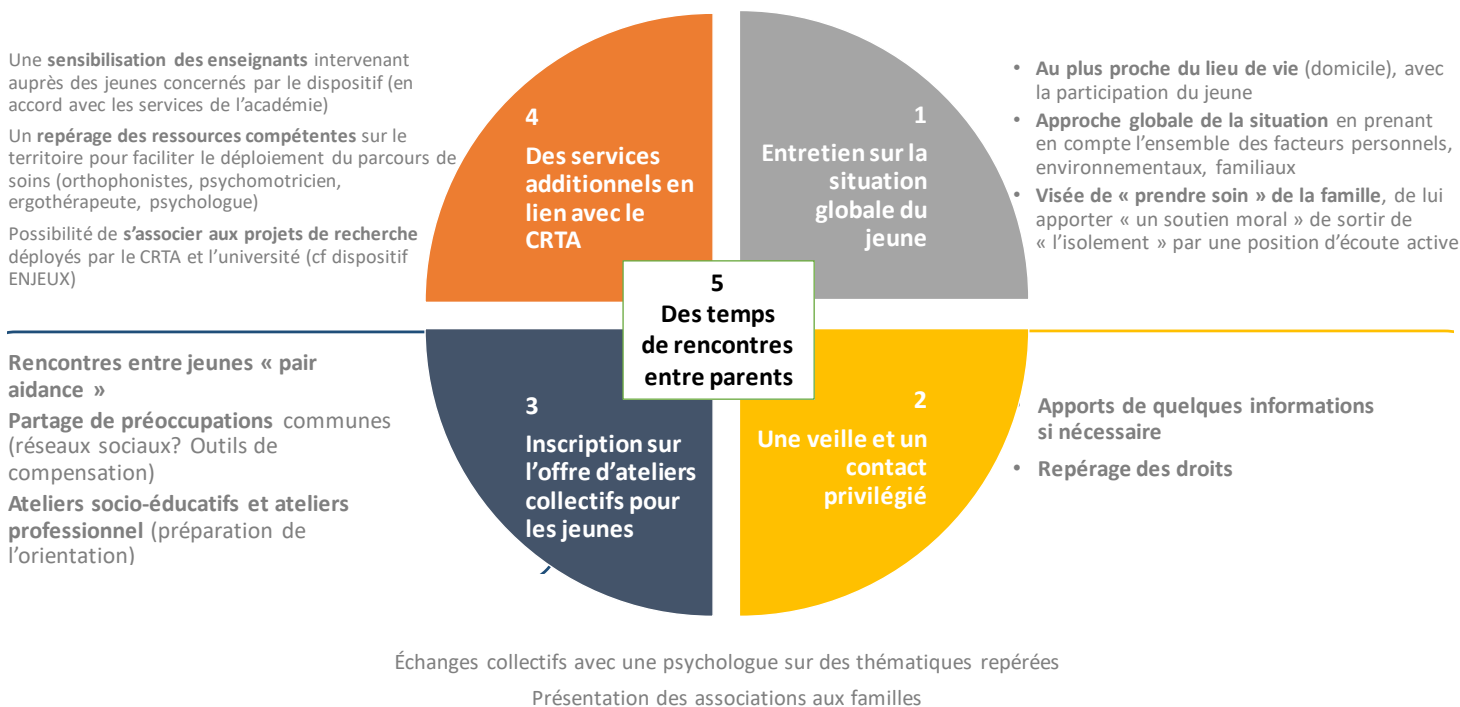 Une sensibilisation des enseignants intervenant
auprès des jeunes concernés par le dispositif (en
accord avec les services de l'académie)
Un repérage des ressources compétentes sur le
territoire pour faciliter le déploiement du parcours de
soins (orthophonistes, psychomotricien,
ergothérapeute, psychologue)
Possibilité de s'associer aux projets de recherche
déployés par le CRTA et l'université (cf dispositif
ENJEUX)
4
Des services
additionnels en
lien avec le
CRTA
1
Entretien sur la
situation
globale du
jeune
• Au plus proche du lieu de vie (domicile), avec
la participation du jeune
• Approche globale de la situation en prenant
en compte l'ensemble des facteurs personnels,
environnementaux, familiaux
• Visée de « prendre soin » de la famille, de lui
apporter « un soutien moral » de sortir de
« l'isolement » par une position d'écoute active
5
Des temps
de rencontres
entre parents
Rencontres entre jeunes « pair
aidance »
Partage de préoccupations communes
(réseaux sociaux? Outils de
compensation)
Ateliers socio-éducatifs et ateliers
professionnel (préparation de
l'orientation)
3
Inscription sur
l'offre d'ateliers
collectifs pour
les jeunes
2
Une veille et un
contact
privilégié
• Apports de quelques informations
si nécessaire
• Repérage des droits
Échanges collectifs avec une psychologue sur des thématiques repérées
Présentation des associations aux familles